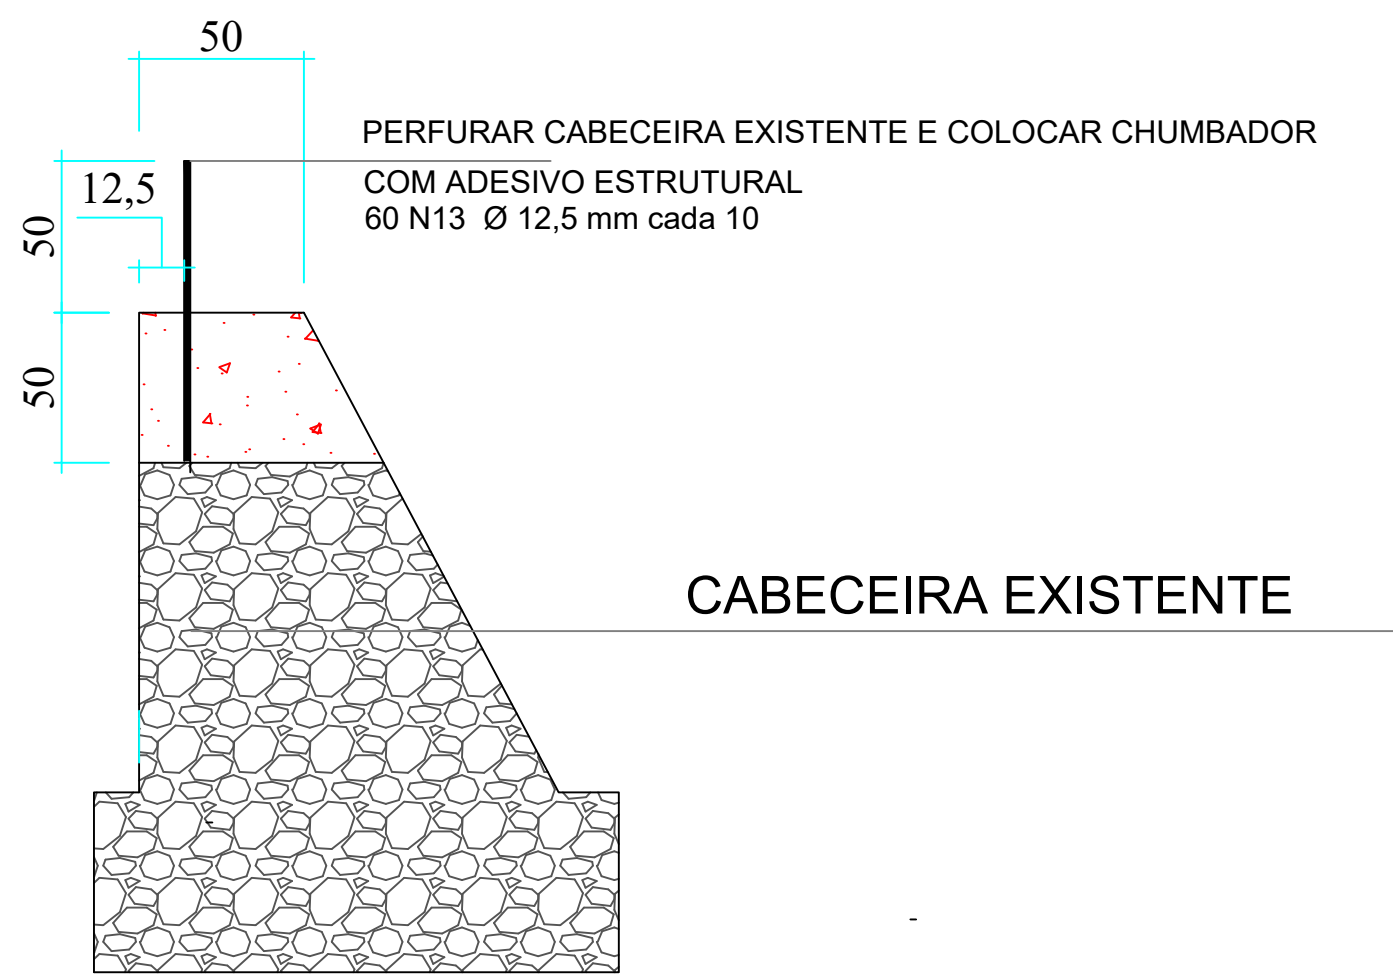 50
PERFURAR CABECEIRA EXISTENTE E COLOCAR CHUMBADOR
12,5
COM ADESIVO ESTRUTURAL
60 N13 Ø 12,5 mm cada 10
50
50
CABECEIRA EXISTENTE